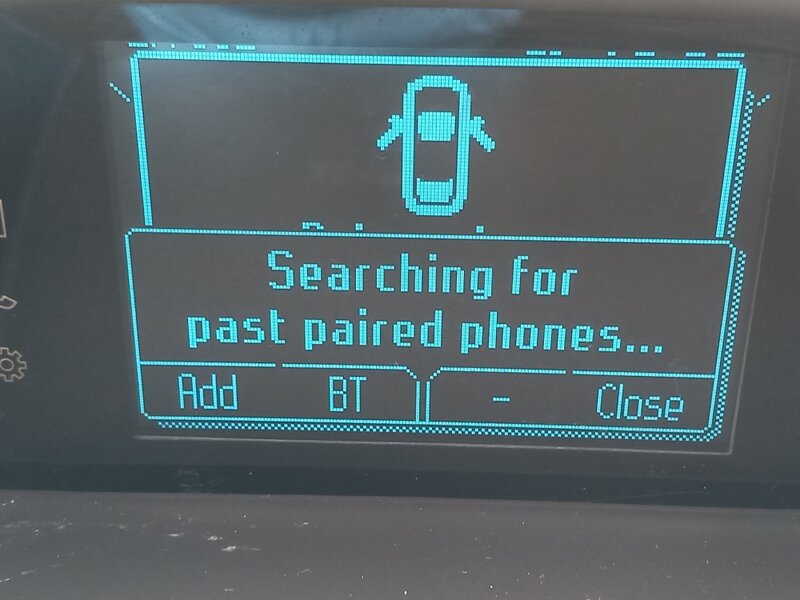 Searching for
past paired phones...
Add BT - Close